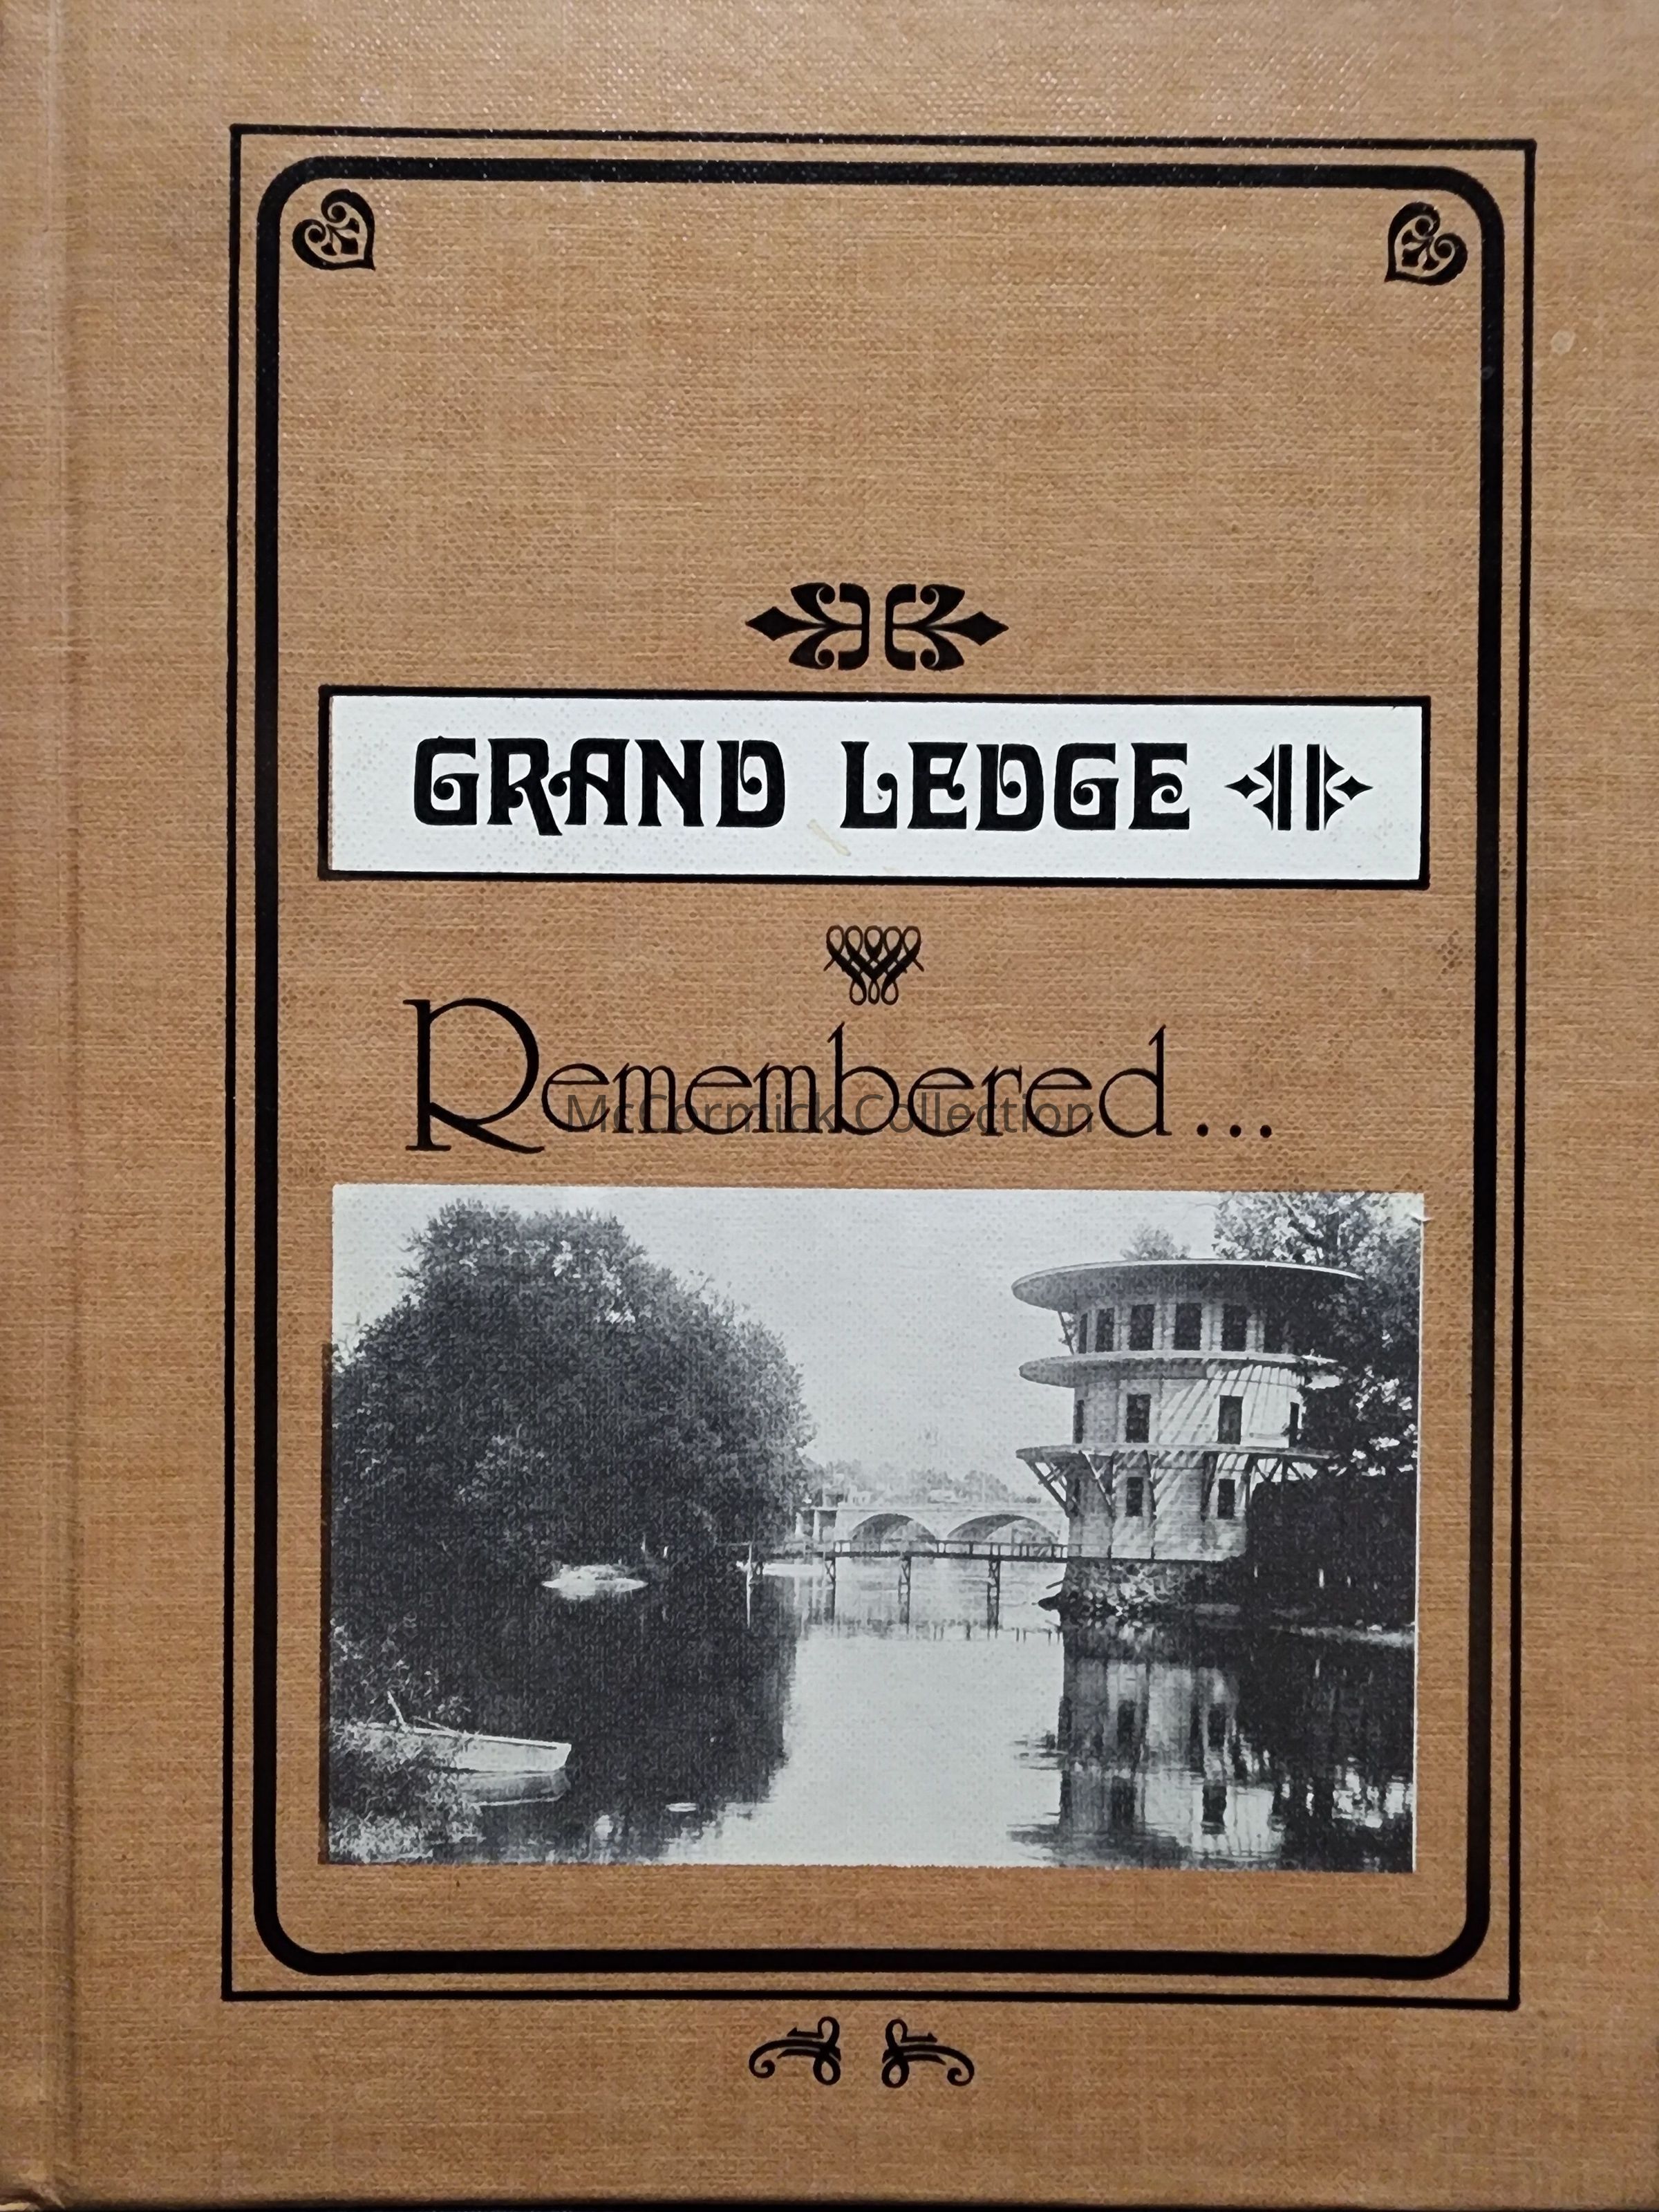 GRAND LEDGE
Remembered...
McCormick Collection